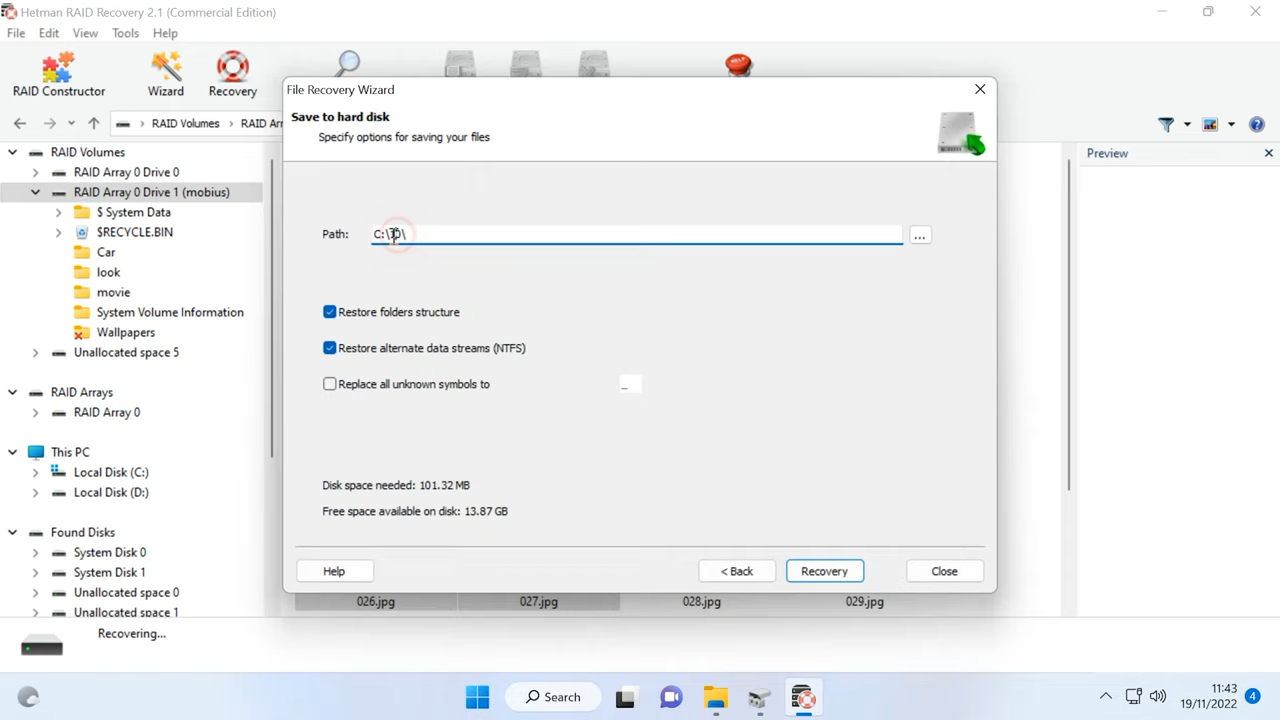 Hetman RAID Recovery 2.1 (Commercial Edition)
File Edit View Tools Help
RAID Constructor Wizard Recovery
RAID Volumes RAID Arr
File Recovery Wizard
Save to hard disk
Specify options for saving your files
Path:
Restore folders structure
Restore alternate data streams (NTFS)
Replace all unknown symbols to _
Disk space needed: 101.32 MB
Free space available on disk: 13.87 GB
Help < Back Recovery Close
RAID Volumes
RAID Array 0 Drive 0
RAID Array 0 Drive 1 (mobius)
$ System Data
$RECYCLE.BIN
Car
look
movie
System Volume Information
Wallpapers
Unallocated space 5
RAID Arrays
RAID Array 0
This PC
Local Disk (C:)
Local Disk (D:)
Found Disks
System Disk 0
System Disk 1
Unallocated space 0
Unallocated space 1
Preview
026.jpg 027.jpg 028.jpg 029.jpg
Recovering...
Search
11:43
19/11/2022
4